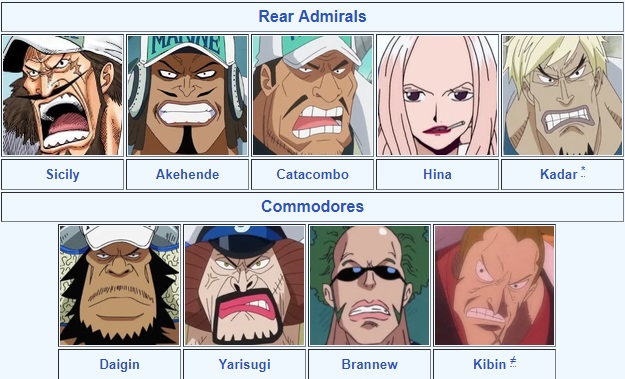 Rear Admirals
MARINE
Sicily Akehende Catacombo Hina Kadar *
Commodores
Daigin Yarisugi Brannew Kibin ≠